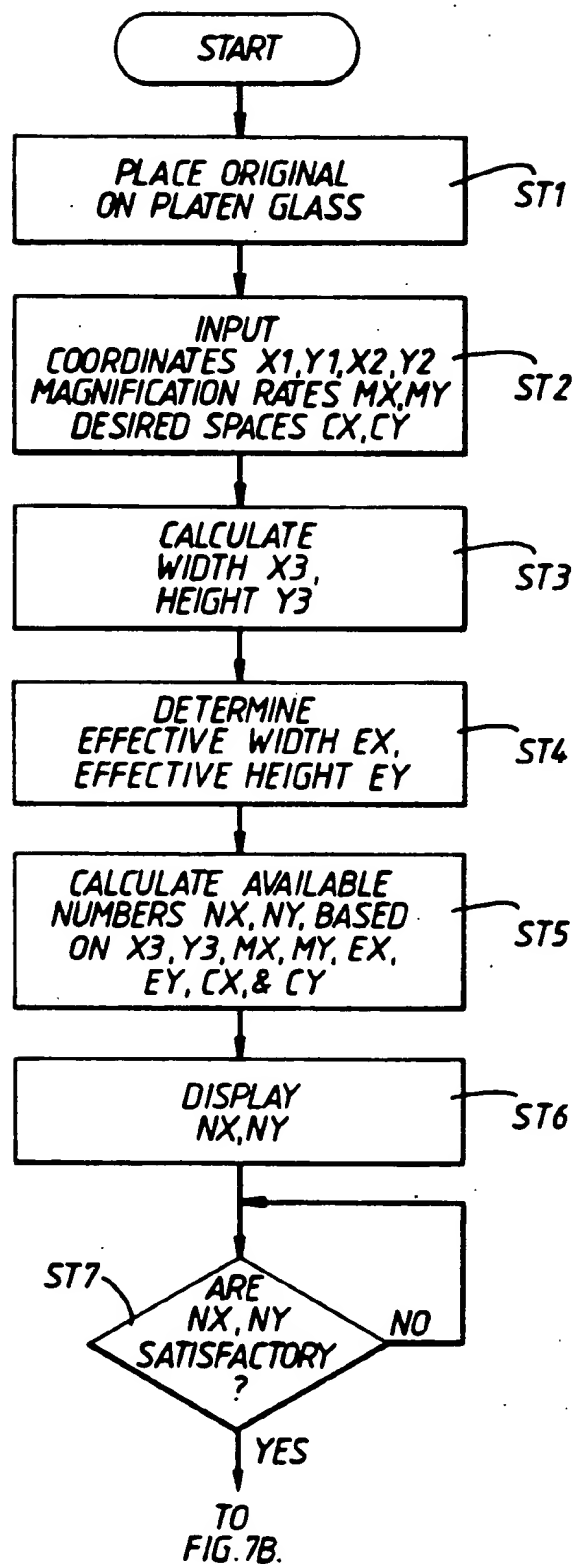 START
PLACE ORIGINAL
ON PLATEN GLASS
ST1
INPUT
COORDINATES X1,Y1,X2,Y2
MAGNIFICATION RATES MX,MY
DESIRED SPACES CX,CY
ST2
CALCULATE
WIDTH X3,
HEIGHT Y3
ST3
DETERMINE
EFFECTIVE WIDTH EX,
EFFECTIVE HEIGHT EY
ST4
CALCULATE AVAILABLE
NUMBERS NX, NY, BASED
ON X3, Y3, MX, MY, EX,
EY, CX, & CY
ST5
DISPLAY
NX,NY
ST6
ST7
ARE
NX, NY
SATISFACTORY
?
NO
YES
TO
FIG.7B.